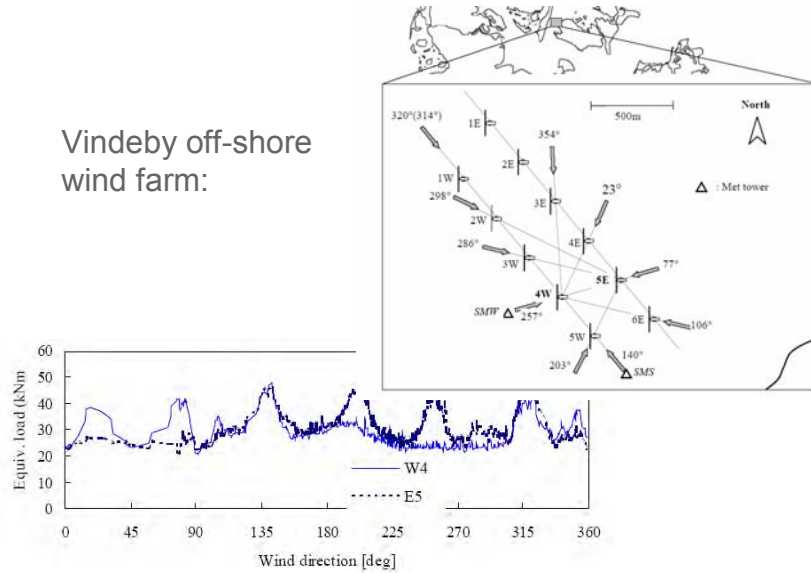 Vindeby off-shore
wind farm:
320°(314°)
1E
354°
500m
North
2E
23°
1W
298°
3E
: Met tower
2W
4E
286°
3W
5E
77°
4W
SMW
257°
6E
106°
5W
140°
203°
SMS
Equiv. load (kNm
60
50
40
30
20
10
0
W4
E5
0 45 90 135 180 225 270 315 360
Wind direction [deg]